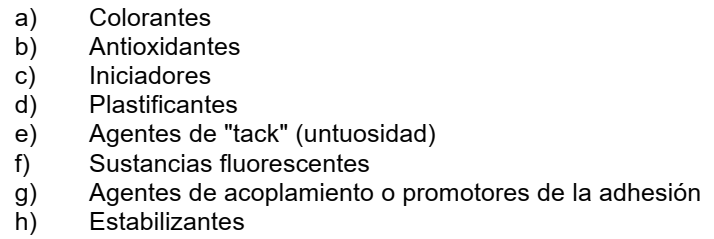 a) Colorantes
b) Antioxidantes
c) Iniciadores
d) Plastificantes
e) Agentes de "tack" (untuosidad)
f) Sustancias fluorescentes
g) Agentes de acoplamiento o promotores de la adhesión
h) Estabilizantes